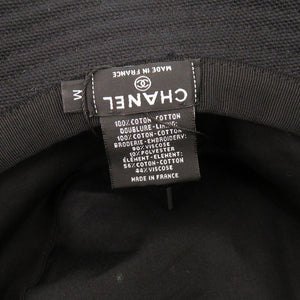 MADE IN FRANCE
CHANEL
M
100% COTON-COTTON
DOUBLURE-LINING:
100% COTON-COTTON
BRODERIE-EMBROIDERY:
90% VISCOSE
10% POLYESTER
ÉLÉMENT-ELEMENT:
56% COTON-COTTON
44% VISCOSE
MADE IN FRANCE